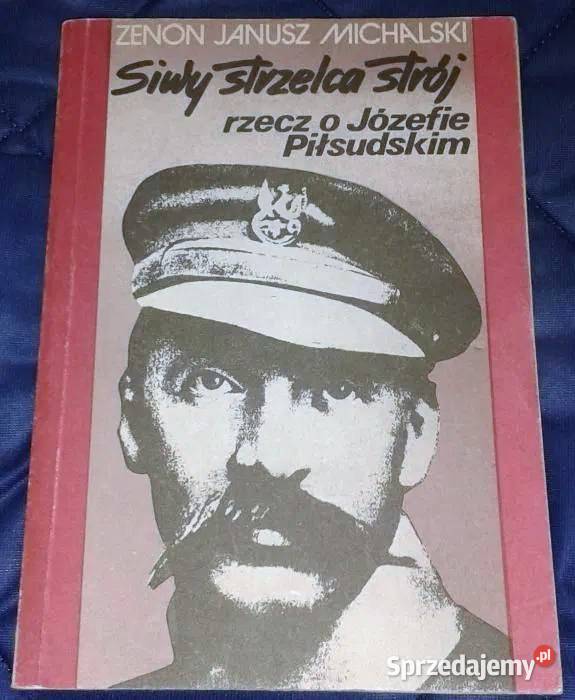 ZENON JANUSZ MICHALSKI
Siwy strzelca strój
rzecz o Józefie
Piłsudskim
Sprzedajemy.pl